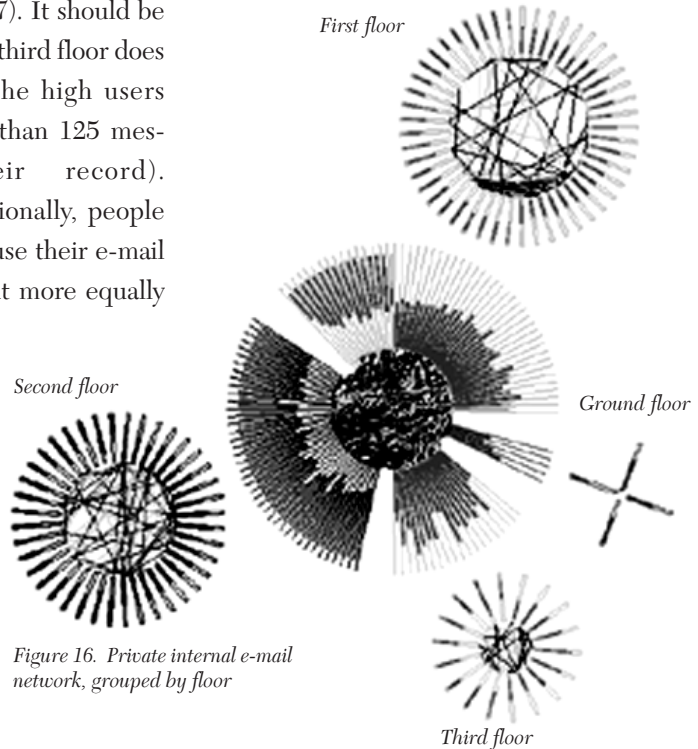 7). It should be
third floor does
he high users
than 125 mes-
eir record).
ionally, people
use their e-mail
t more equally
First floor
Second floor
Ground floor
Figure 16. Private internal e-mail
network, grouped by floor
Third floor